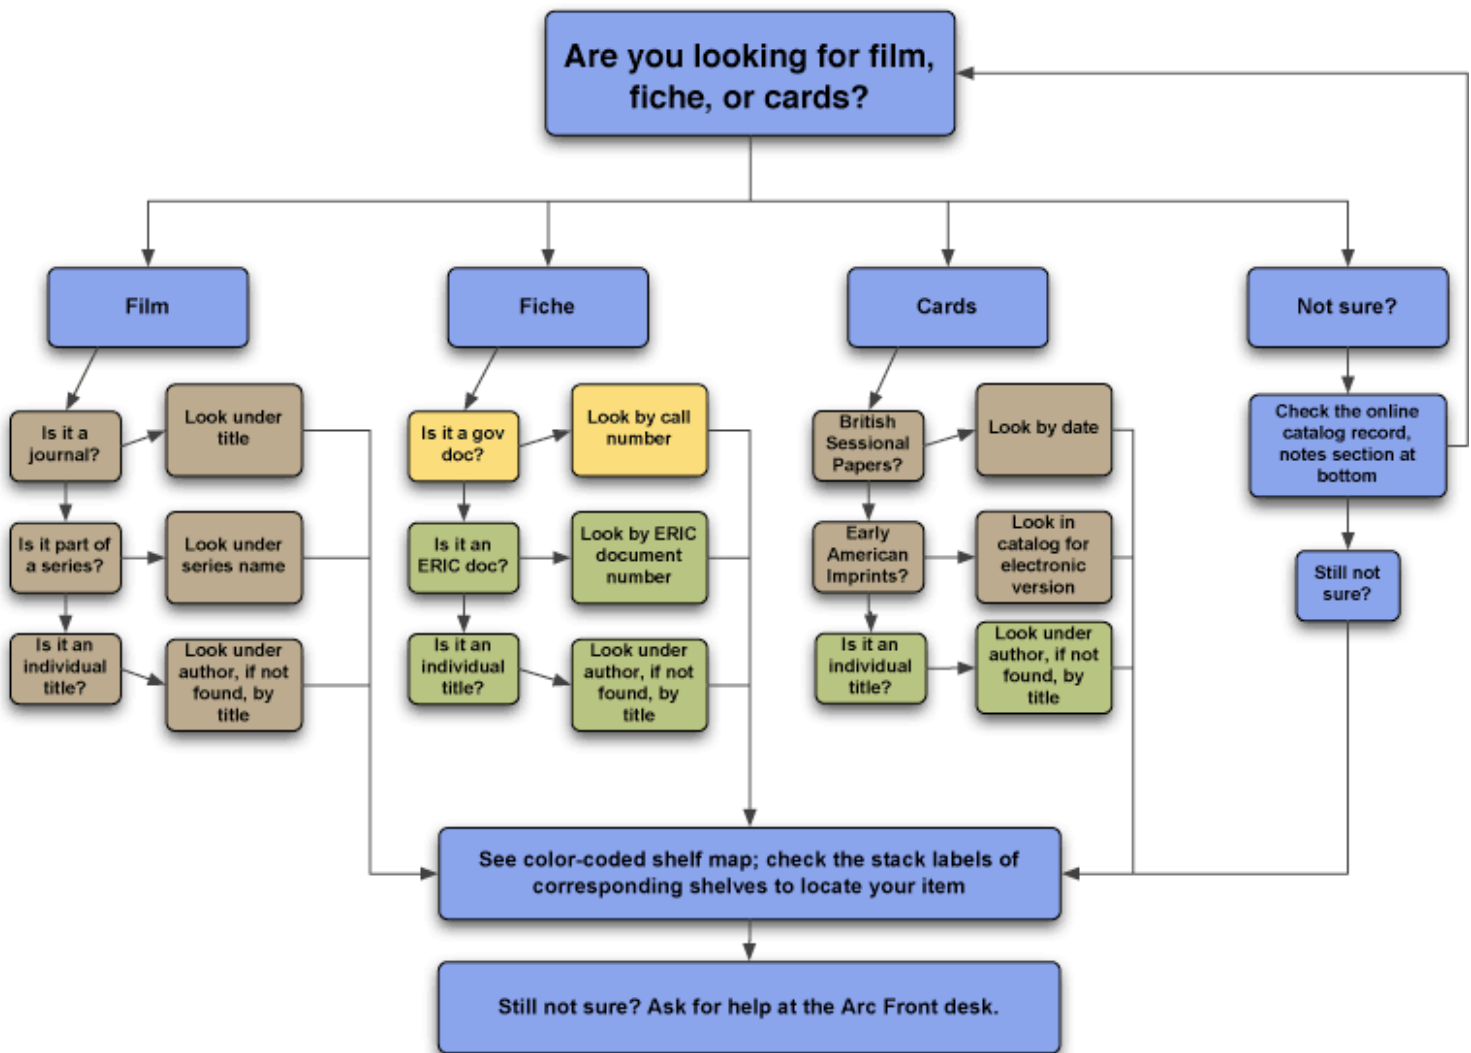 Are you looking for film,
fiche, or cards?
Film
Fiche
Cards
Not sure?
Is it a
journal?
Look under
title
Is it part of
a series?
Look under
series name
Is it an
individual
title?
Look under
author, if not
found, by
title
Is it a gov
doc?
Look by call
number
Is it an
ERIC doc?
Look by ERIC
document
number
Is it an
individual
title?
Look under
author, if not
found, by
title
British
Sessional
Papers?
Look by date
Early
American
Imprints?
Look in
catalog for
electronic
version
Is it an
individual
title?
Look under
author, if not
found, by
title
Check the online
catalog record,
notes section at
bottom
Still not
sure?
See color-coded shelf map; check the stack labels of
corresponding shelves to locate your item
Still not sure? Ask for help at the Arc Front desk.